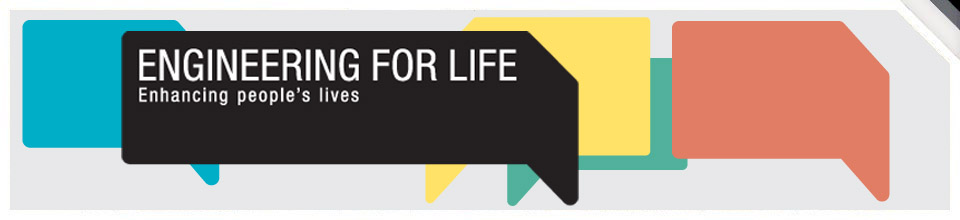 ENGINEERING FOR LIFE
Enhancing people's lives